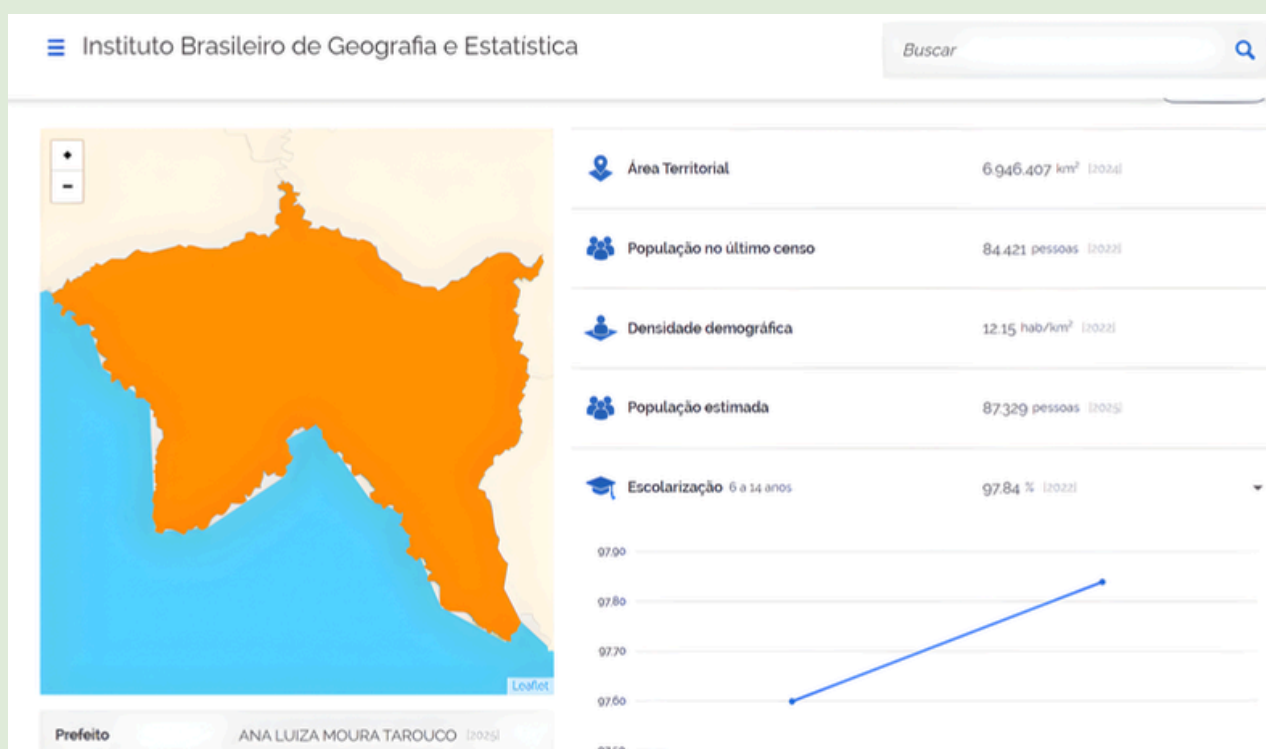 Instituto Brasileiro de Geografia e Estatística
Buscar
+
−
Leaflet
Prefeito ANA LUIZA MOURA TAROUCO [2025]
Área Territorial 6.946,407 km² [2024]
População no último censo 84.421 pessoas [2022]
Densidade demográfica 12,15 hab/km² [2022]
População estimada 87.329 pessoas [2025]
Escolarização 6 a 14 anos 97,84 % [2022]
97,90
97,80
97,70
97,60